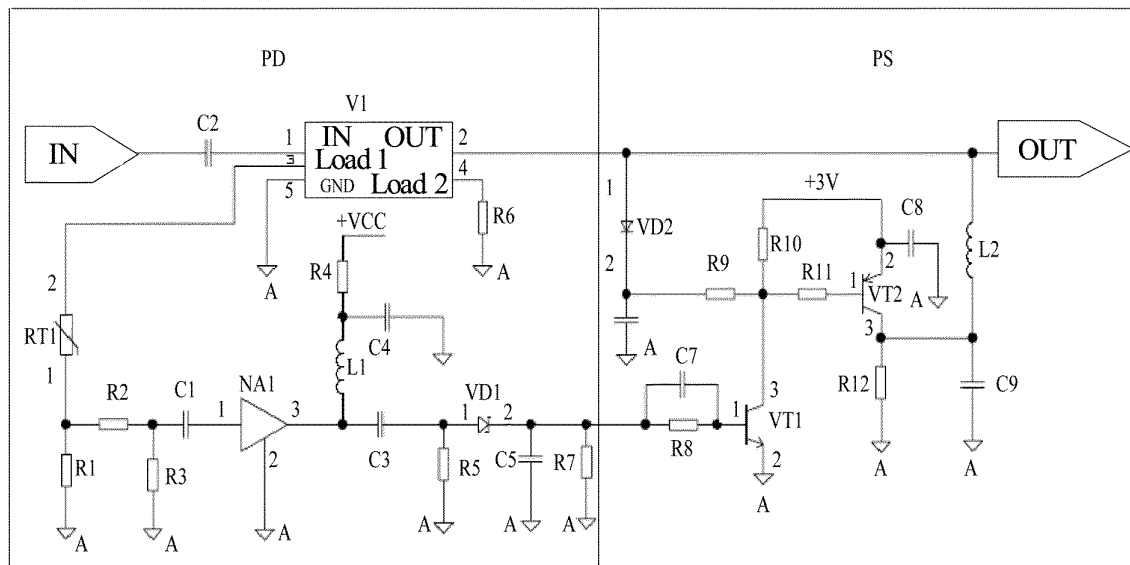 PD
PS
V1
C2
IN
1
IN
OUT
2
OUT
3
Load 1
4
5
GND
Load 2
+VCC
R6
A
A
R4
C4
L1
2
RT1
1
R2
C1
NA1
1
3
2
C3
VD1
1
2
R1
R3
R5
C5
R7
A
A
A
A
A
A
+3V
1
VD2
2
R9
R10
R11
C8
2
1
VT2
A
3
L2
A
C7
R8
3
1
VT1
2
A
R12
C9
A
A